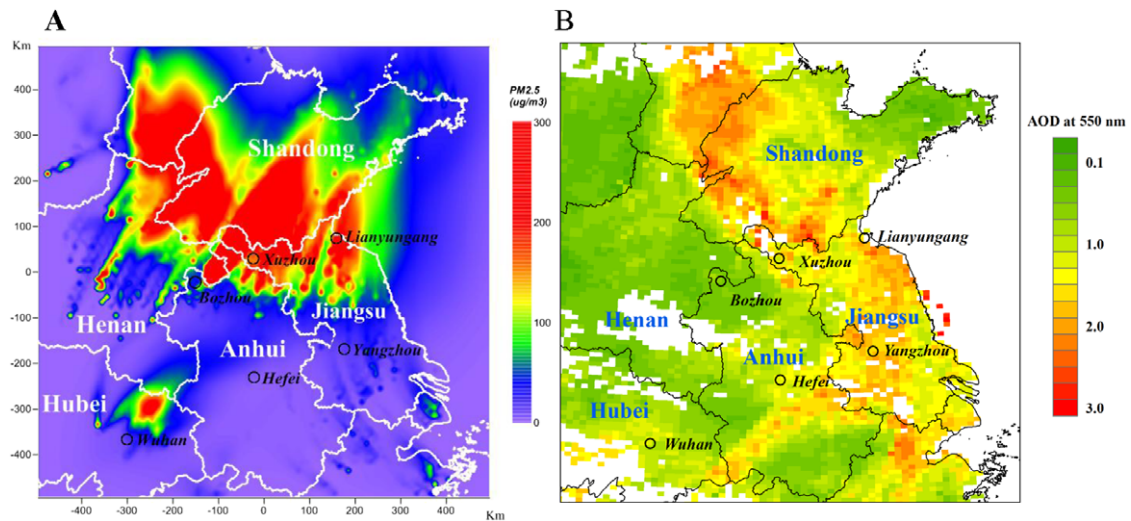 A
Km
400
300
200
100
0
-100
-200
-300
-400
Shandong
Lianyungang
Xuzhou
Bozhou
Henan
Jiangsu
Anhui
Yangzhou
Hefei
Hubei
Wuhan
-400 -300 -200 -100 0 100 200 300 400 Km
PM2.5
(ug/m3)
300
200
100
0
B
Shandong
Lianyungang
Xuzhou
Bozhou
Henan
Jiangsu
Anhui
Yangzhou
Hefei
Hubei
Wuhan
AOD at 550 nm
0.1
1.0
2.0
3.0